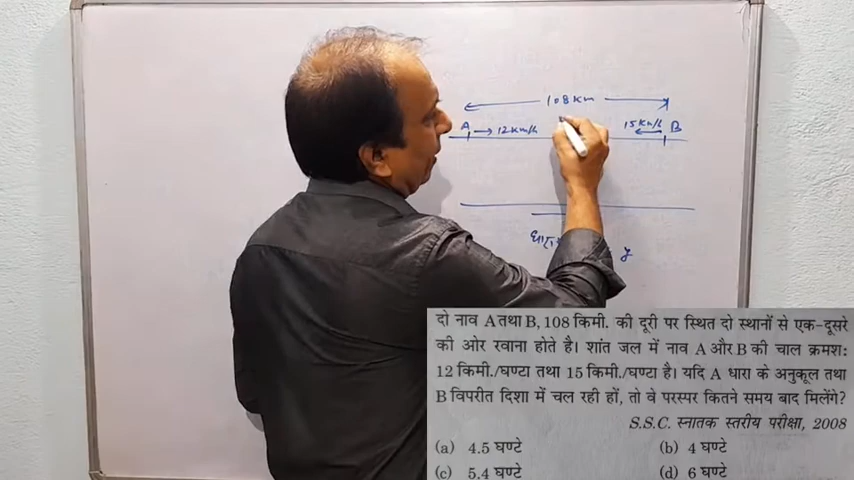 108 km
A → 12 km/h 15 km/h ← B
y
दो नाव A तथा B, 108 किमी. की दूरी पर स्थित दो स्थानों से एक-दूसरे
की ओर रवाना होते है। शांत जल में नाव A और B की चाल क्रमश:
12 किमी./घण्टा तथा 15 किमी./घण्टा है। यदि A धारा के अनुकूल तथा
B विपरीत दिशा में चल रही हों, तो वे परस्पर कितने समय बाद मिलेंगे?
S.S.C. स्नातक स्तरीय परीक्षा, 2008
(a) 4.5 घण्टे (b) 4 घण्टे
(c) 5.4 घण्टे (d) 6 घण्टे